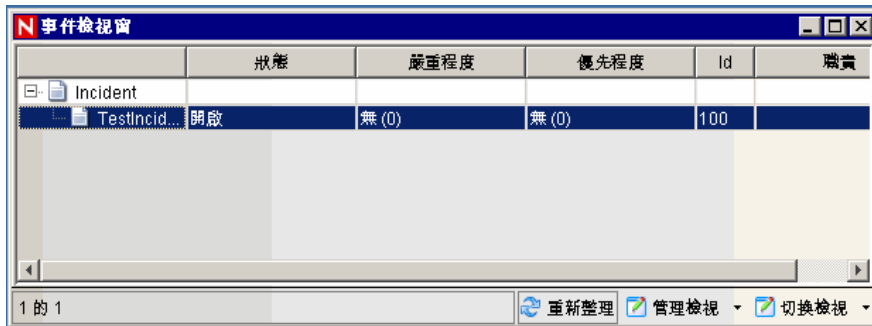 N 事件檢視窗
狀態 嚴重程度 優先程度 Id 職責
Incident
TestIncid... 開啟 無 (0) 無 (0) 100
1 的 1 重新整理 管理檢視 切換檢視